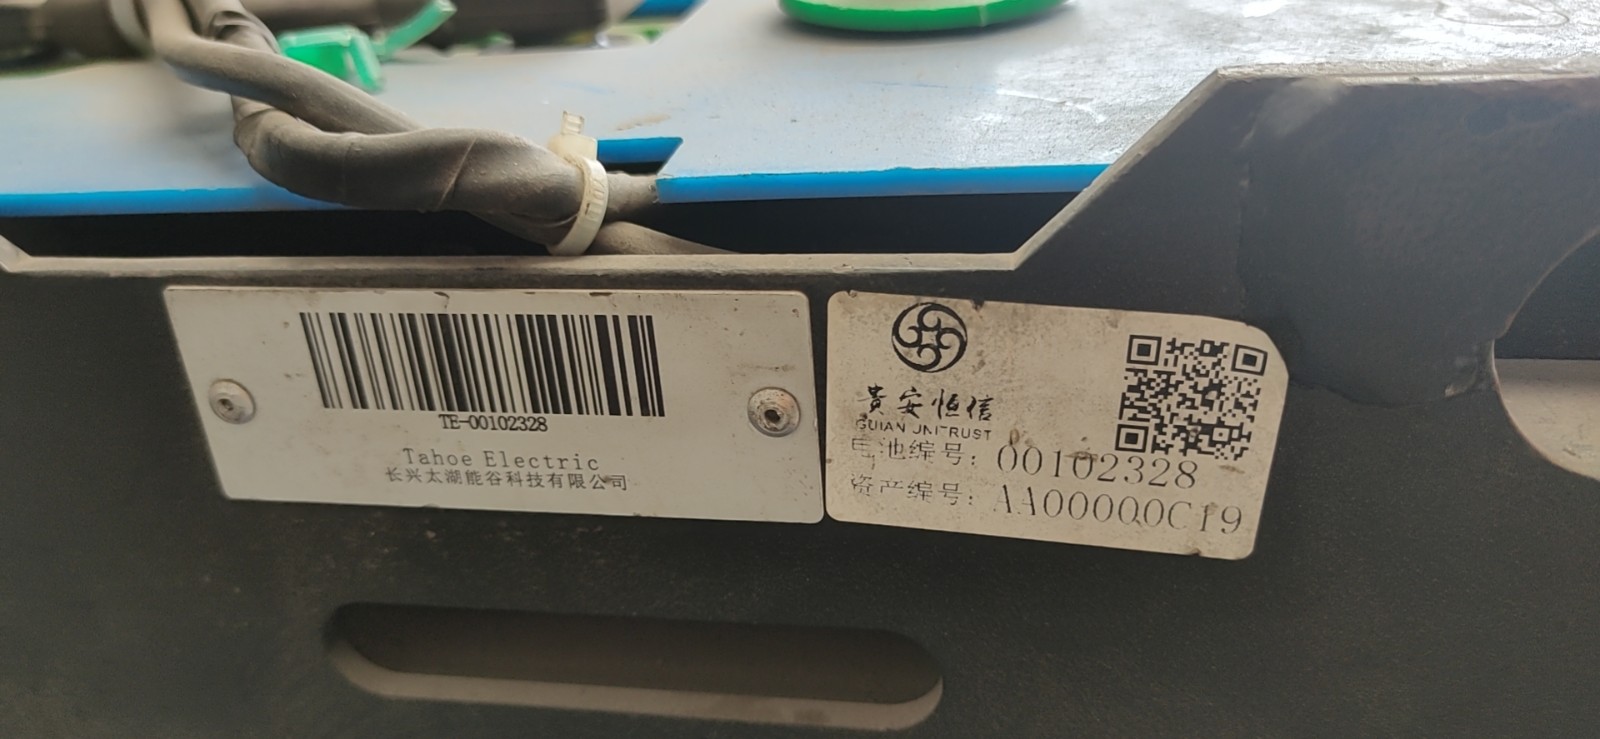 TE-00102328
Tahoe Electric
长兴太湖能谷科技有限公司
貴安恒信
GUIAN UNITRUST
电池编号：00102328
资产编号：AA00000C19